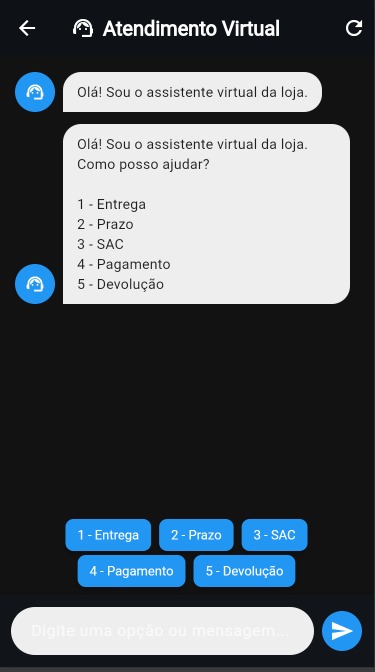 Atendimento Virtual
Olá! Sou o assistente virtual da loja.
Olá! Sou o assistente virtual da loja.
Como posso ajudar?
1 - Entrega
2 - Prazo
3 - SAC
4 - Pagamento
5 - Devolução
1 - Entrega
2 - Prazo
3 - SAC
4 - Pagamento
5 - Devolução
Digite uma opção ou mensagem...